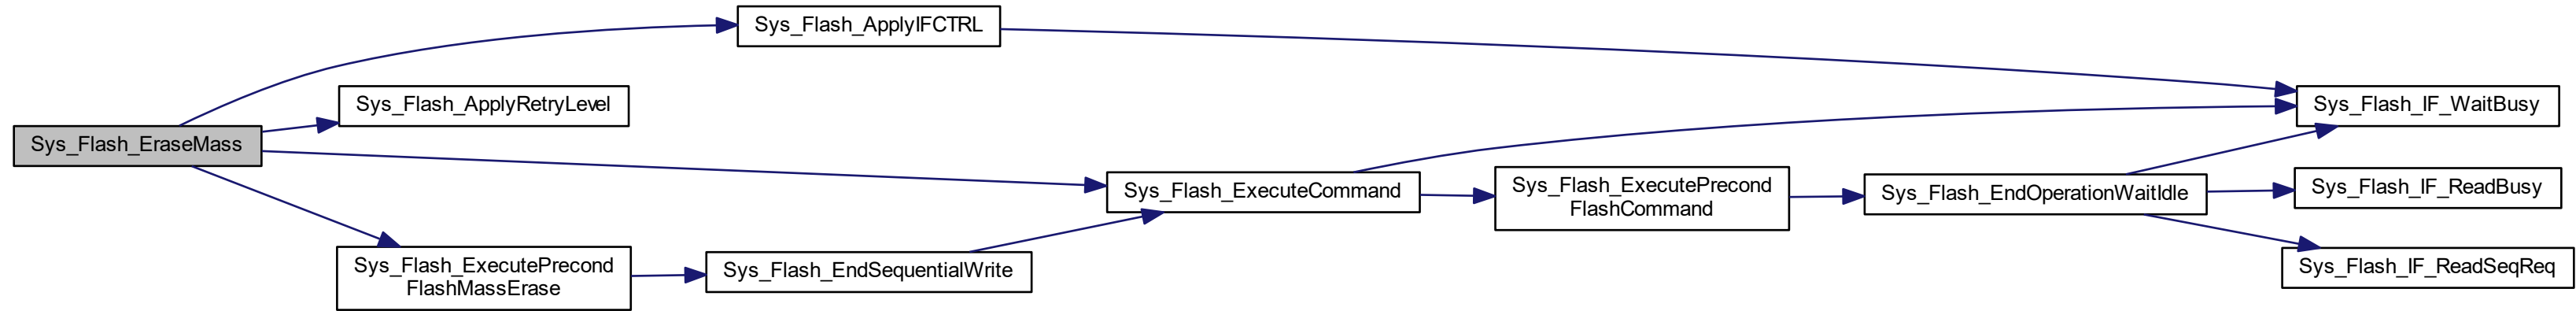 Sys_Flash_ApplyIFCTRL
Sys_Flash_ApplyRetryLevel
Sys_Flash_IF_WaitBusy
Sys_Flash_EraseMass
Sys_Flash_ExecuteCommand
Sys_Flash_ExecutePrecond
FlashCommand
Sys_Flash_EndOperationWaitIdle
Sys_Flash_IF_ReadBusy
Sys_Flash_ExecutePrecond
FlashMassErase
Sys_Flash_EndSequentialWrite
Sys_Flash_IF_ReadSeqReq